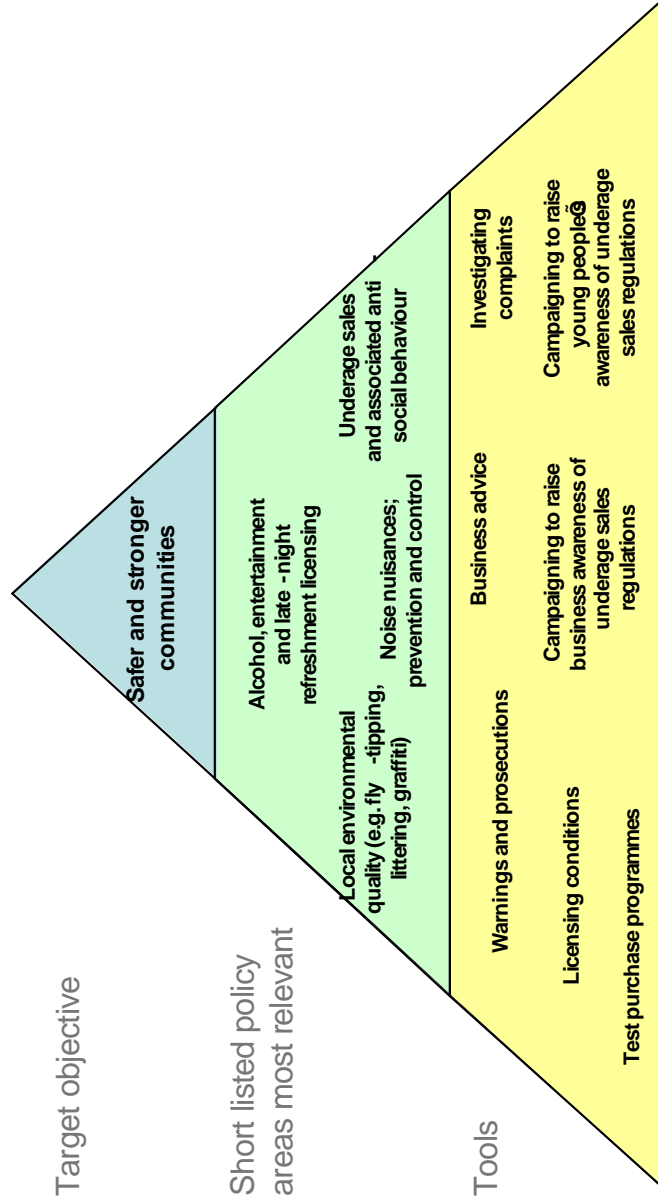 Target objective
Safer and stronger
communities
Short listed policy
areas most relevant
Alcohol, entertainment
and late - night
refreshment licensing
Local environmental
quality (e.g. fly -tipping,
littering, graffiti)
Noise nuisances;
prevention and control
Underage sales
and associated anti -
social behaviour
Tools
Warnings and prosecutions
Business advice
Investigating
complaints
Licensing conditions
Campaigning to raise
business awareness of
underage sales
regulations
Campaigning to raise
young peopleÕs
awareness of underage
sales regulations
Test purchase programmes